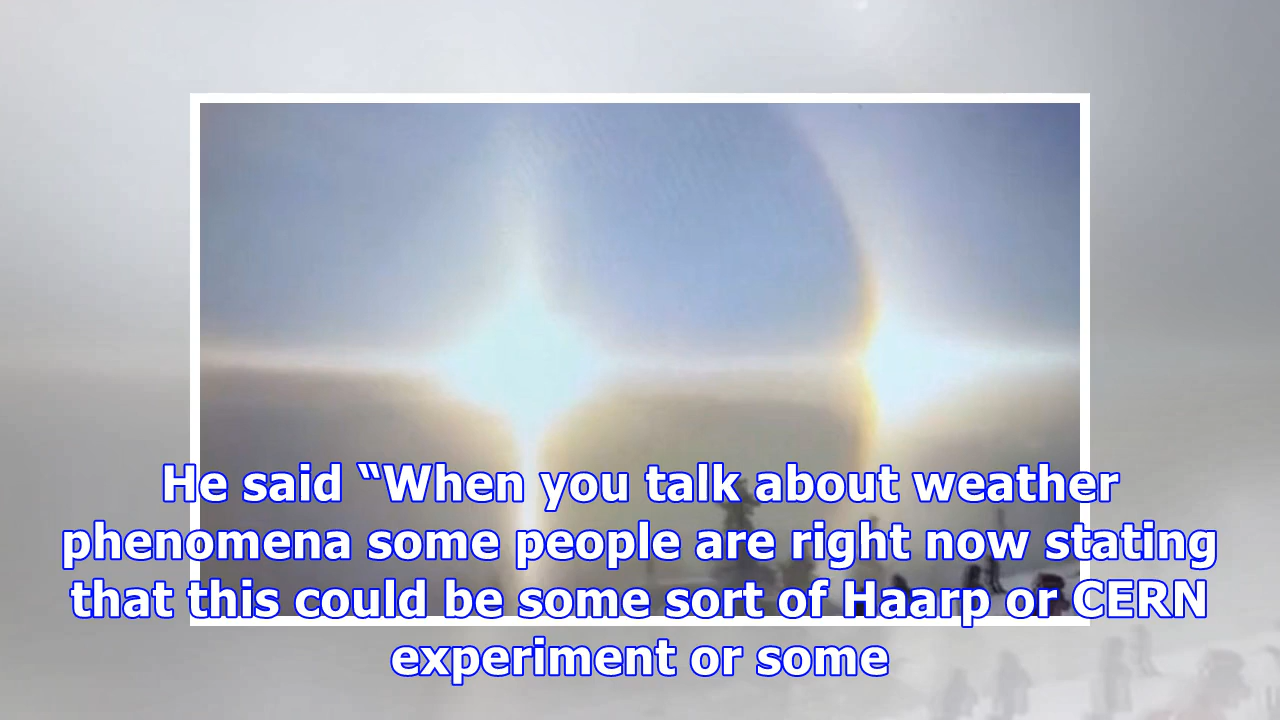 He said “When you talk about weather
phenomena some people are right now stating
that this could be some sort of Haarp or CERN
experiment or some